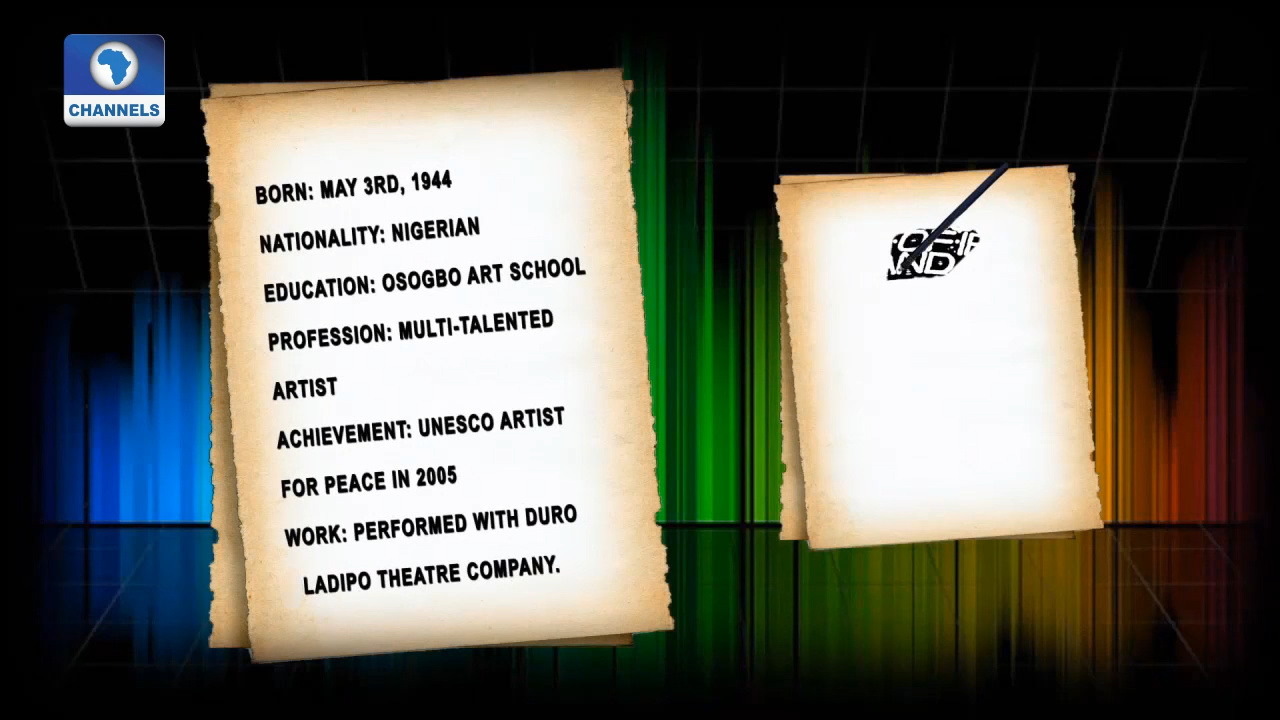 CHANNELS
BORN: MAY 3RD, 1944
NATIONALITY: NIGERIAN
EDUCATION: OSOGBO ART SCHOOL
PROFESSION: MULTI-TALENTED
ARTIST
ACHIEVEMENT: UNESCO ARTIST
FOR PEACE IN 2005
WORK: PERFORMED WITH DURO
LADIPO THEATRE COMPANY.